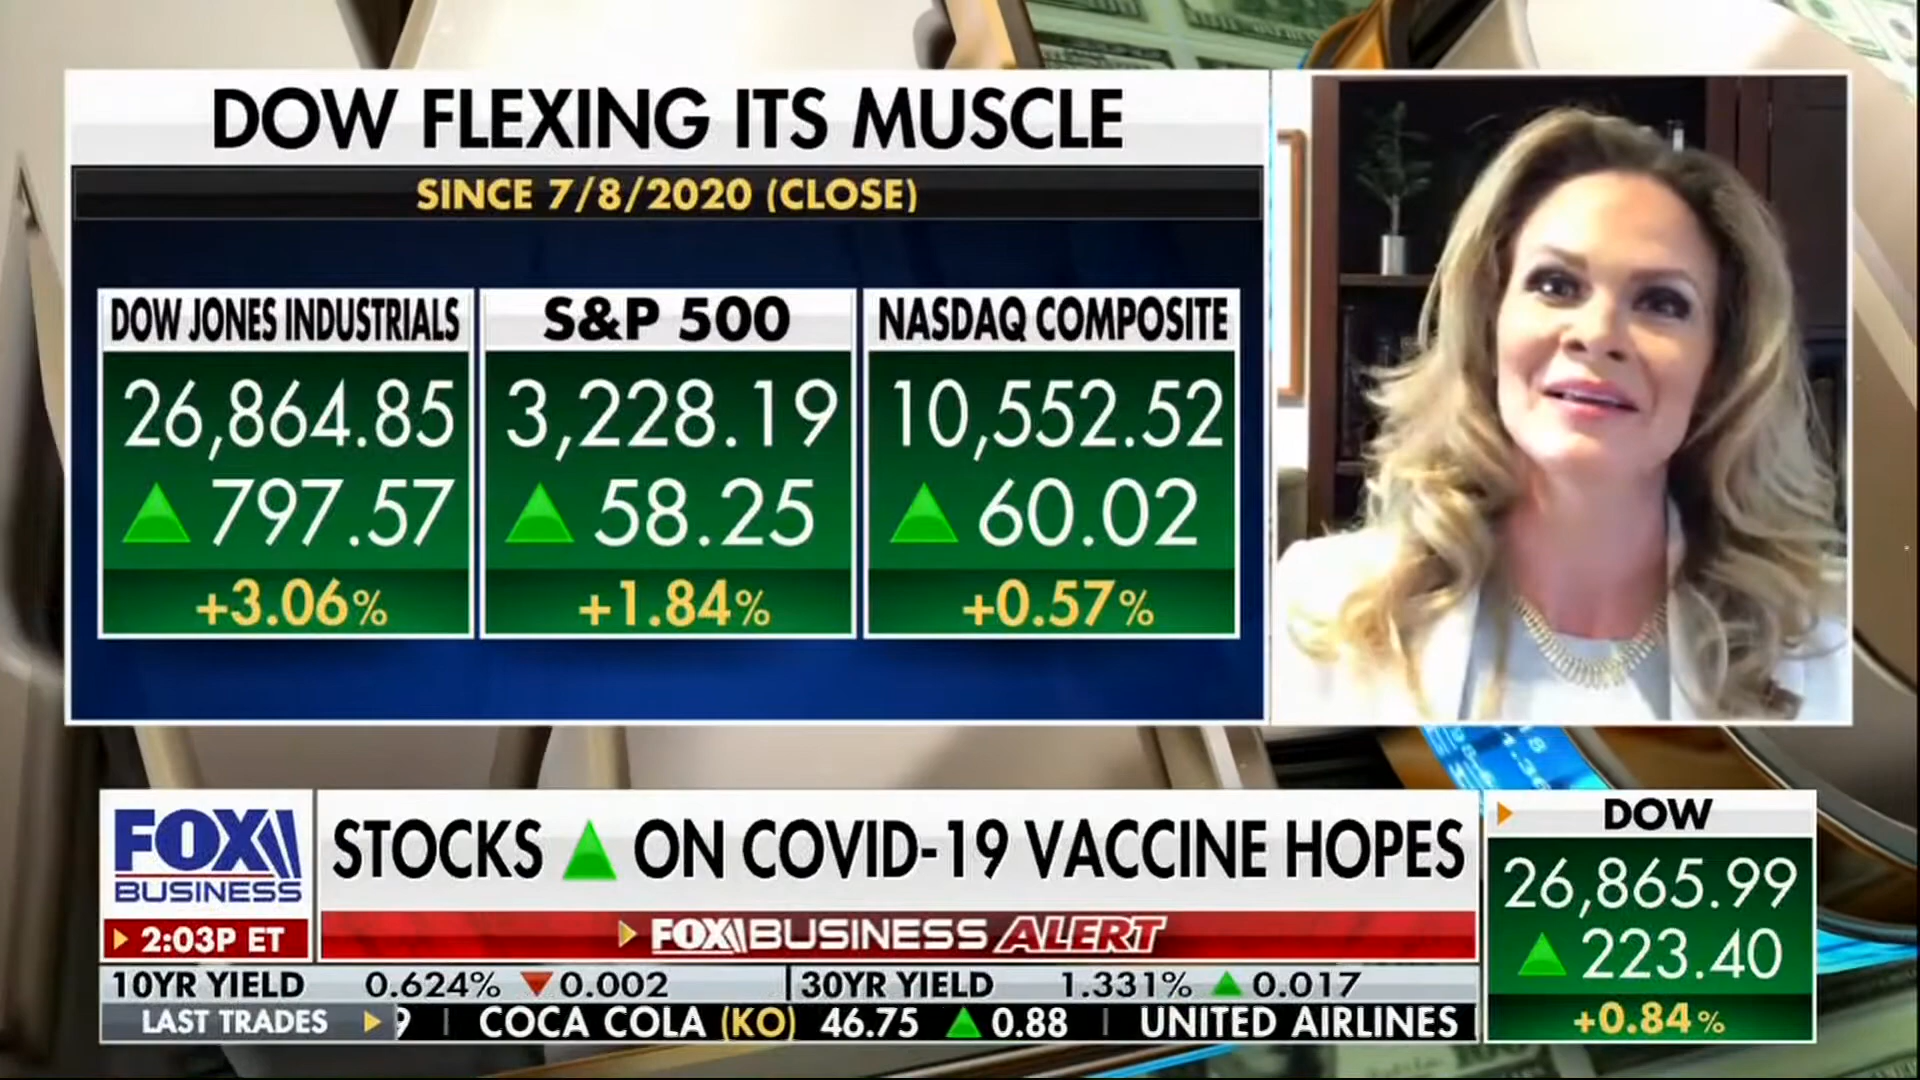 DOW FLEXING ITS MUSCLE
SINCE 7/8/2020 (CLOSE)
DOW JONES INDUSTRIALS
26,864.85
▲ 797.57
+3.06%
S&P 500
3,228.19
▲ 58.25
+1.84%
NASDAQ COMPOSITE
10,552.52
▲ 60.02
+0.57%
FOX BUSINESS
2:03P ET
STOCKS ▲ ON COVID-19 VACCINE HOPES
FOX BUSINESS ALERT
10YR YIELD 0.624% ▼ 0.002 | 30YR YIELD 1.331% ▲ 0.017
LAST TRADES 9 | COCA COLA (KO) 46.75 ▲ 0.88 | UNITED AIRLINES
DOW
26,865.99
▲ 223.40
+0.84%